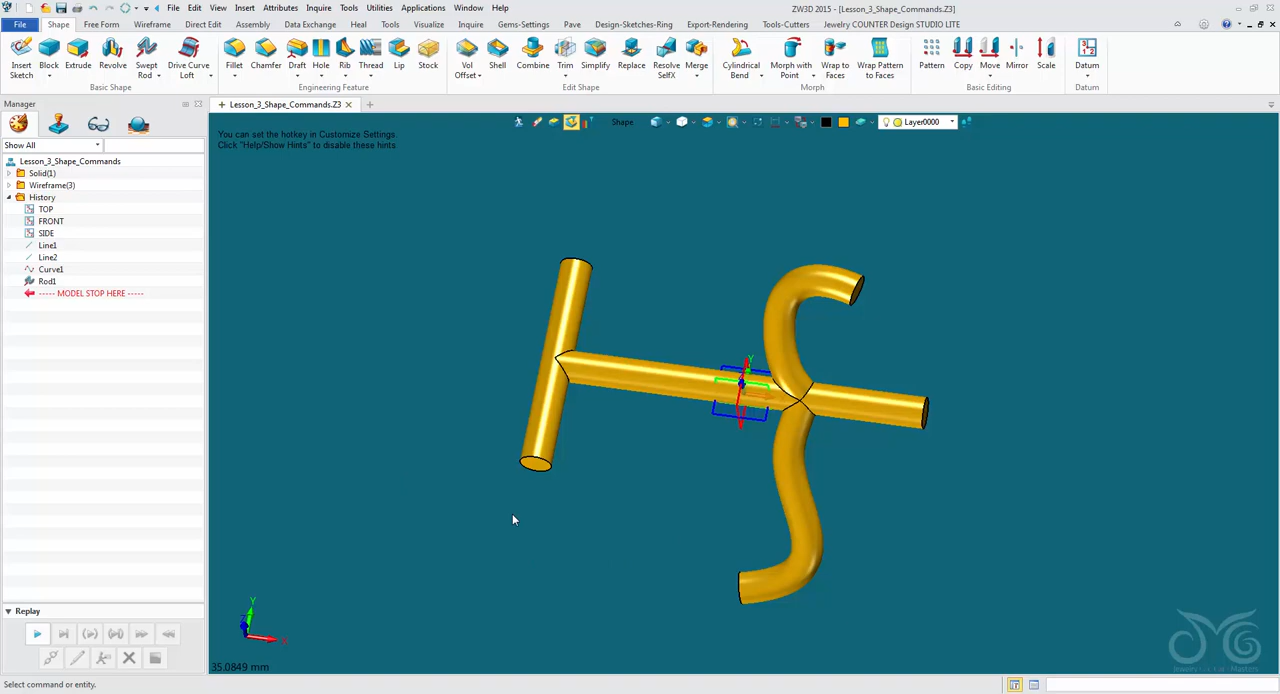 File Edit View Insert Attributes Inquire Tools Utilities Applications Window Help
ZW3D 2015 - [Lesson_3_Shape_Commands.Z3]
File Shape Free Form Wireframe Direct Edit Assembly Data Exchange Heal Tools Visualize Inquire Gems-Settings Pave Design-Sketches-Ring Export-Rendering Tools-Cutters Jewelry COUNTER Design STUDIO LITE
Insert Sketch Block Extrude Revolve Swept Rod Drive Curve Loft
Basic Shape
Fillet Chamfer Draft Hole Rib Thread Lip Stock
Engineering Feature
Vol Offset Shell Combine Trim Simplify Replace Resolve SelfX Merge
Edit Shape
Cylindrical Bend Morph with Point Wrap to Faces Wrap Pattern to Faces
Morph
Pattern Copy Move Mirror Scale
Basic Editing
Datum
Datum
Manager
Lesson_3_Shape_Commands.Z3
Show All
Lesson_3_Shape_Commands
Solid(1)
Wireframe(3)
History
TOP
FRONT
SIDE
Line1
Line2
Curve1
Rod1
----- MODEL STOP HERE -----
Replay
You can set the hotkey in Customize Settings.
Click "Help/Show Hints" to disable these hints
Shape
Layer0000
Y
Y
X
35.0849 mm
Select command or entity.